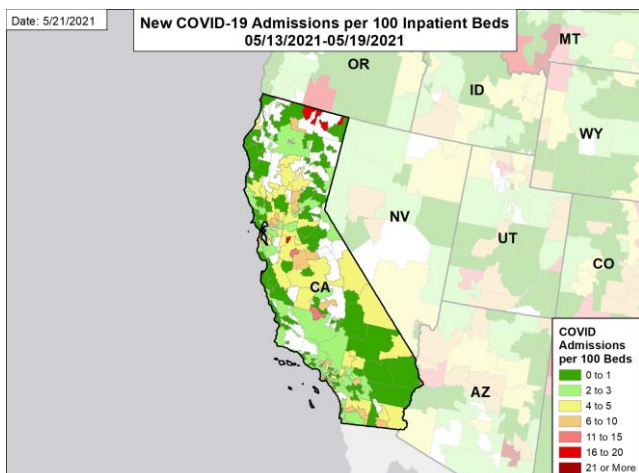 Date: 5/21/2021
New COVID-19 Admissions per 100 Inpatient Beds
05/13/2021-05/19/2021
MT
OR
ID
WY
NV
UT
CO
CA
AZ
COVID
Admissions
per 100 Beds
0 to 1
2 to 3
4 to 5
6 to 10
11 to 15
16 to 20
21 or More